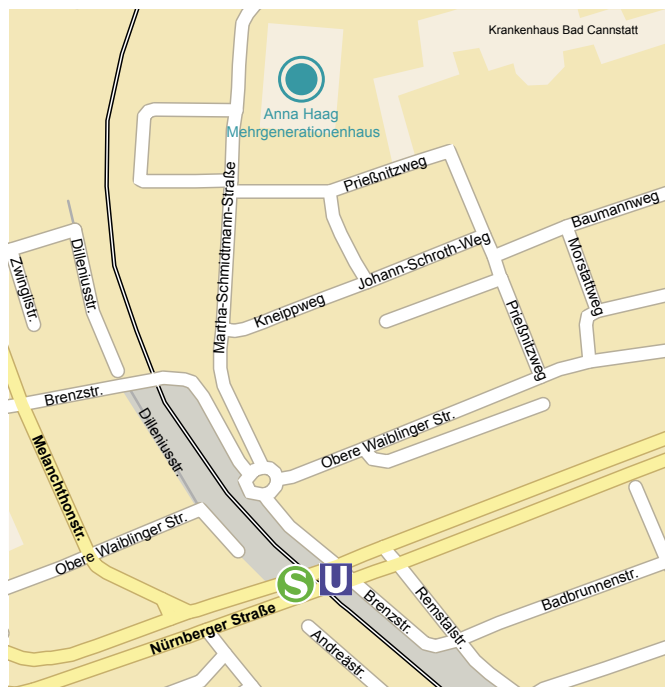 Krankenhaus Bad Cannstatt
Anna Haag
Mehrgenerationenhaus
Prießnitzweg
Martha-Schmidtmann-Straße
Baumannweg
Johann-Schroth-Weg
Morstattweg
Zwinglistr.
Dilleniusstr.
Kneippweg
Prießnitzweg
Brenzstr.
Dilleniusstr.
Obere Waiblinger Str.
Melanchthonstr.
Obere Waiblinger Str.
S
U
Brenzstr.
Remstalstr.
Badbrunnenstr.
Nürnberger Straße
Andreästr.